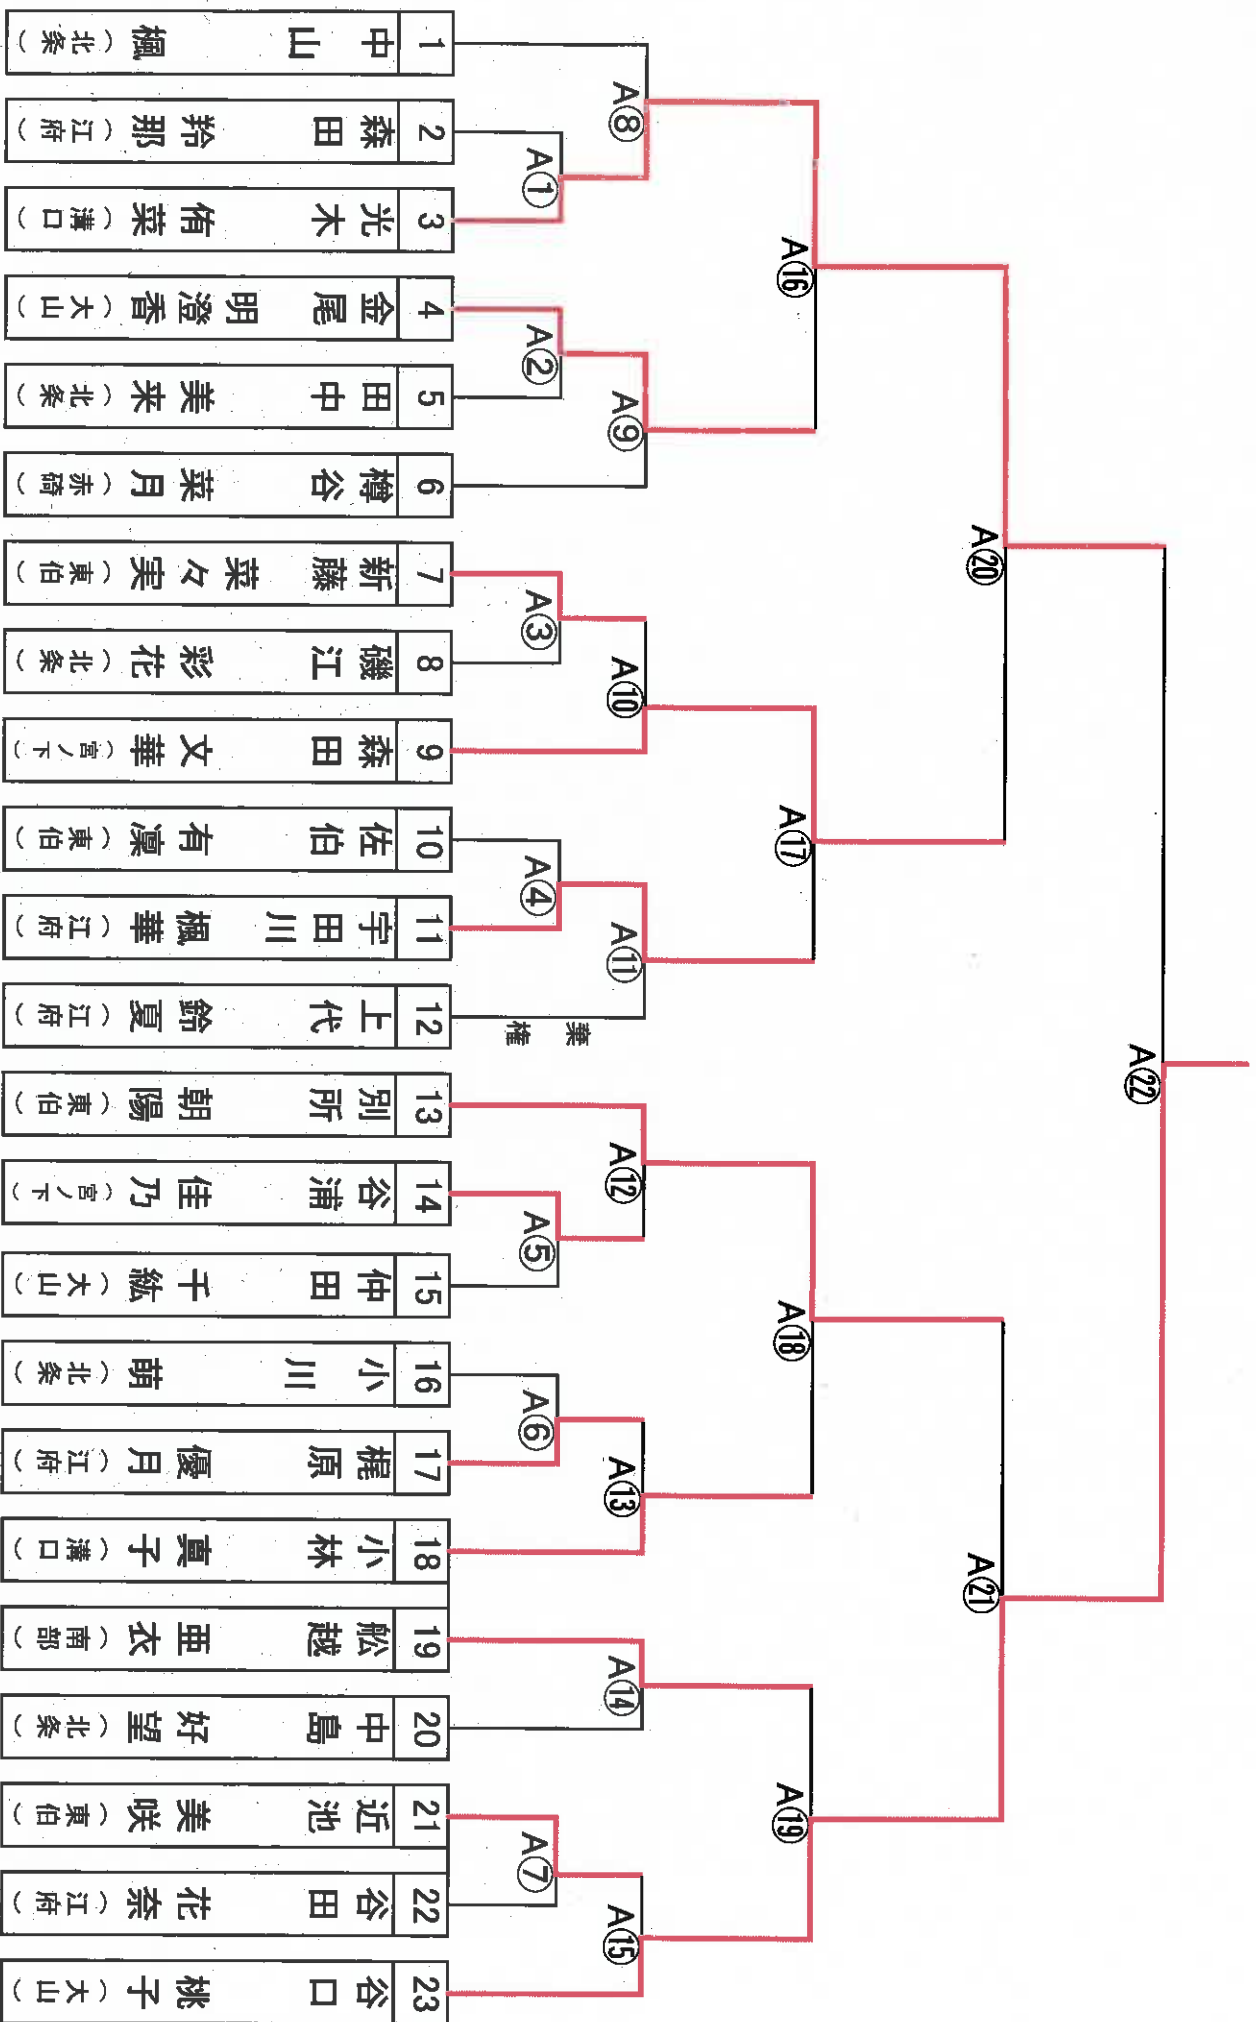 1 中山 楓 （北条）
2 森田 羚那 （江府）
3 光木 侑菜 （溝口）
4 金尾 明澄香 （大山）
5 田中 美来 （北条）
6 樽谷 菜月 （赤碕）
7 新藤 菜々実 （東伯）
8 磯江 彩花 （北条）
9 森田 文華 （宮ノ下）
10 佐伯 有凛 （東伯）
11 宇田川 楓華 （江府）
12 上代 鈴夏 （江府）
棄権
13 別所 朝陽 （東伯）
14 谷浦 佳乃 （宮ノ下）
15 仲田 千紘 （大山）
16 小川 萌 （北条）
17 梶原 優月 （江府）
18 小林 真子 （溝口）
19 舩越 亜衣 （南部）
20 中島 好望 （北条）
21 近池 美咲 （東伯）
22 谷田 花奈 （江府）
23 谷口 桃子 （大山）
A①
A②
A③
A④
A⑤
A⑥
A⑦
A⑧
A⑨
A⑩
A⑪
A⑫
A⑬
A⑭
A⑮
A⑯
A⑰
A⑱
A⑲
A⑳
A㉑
A㉒